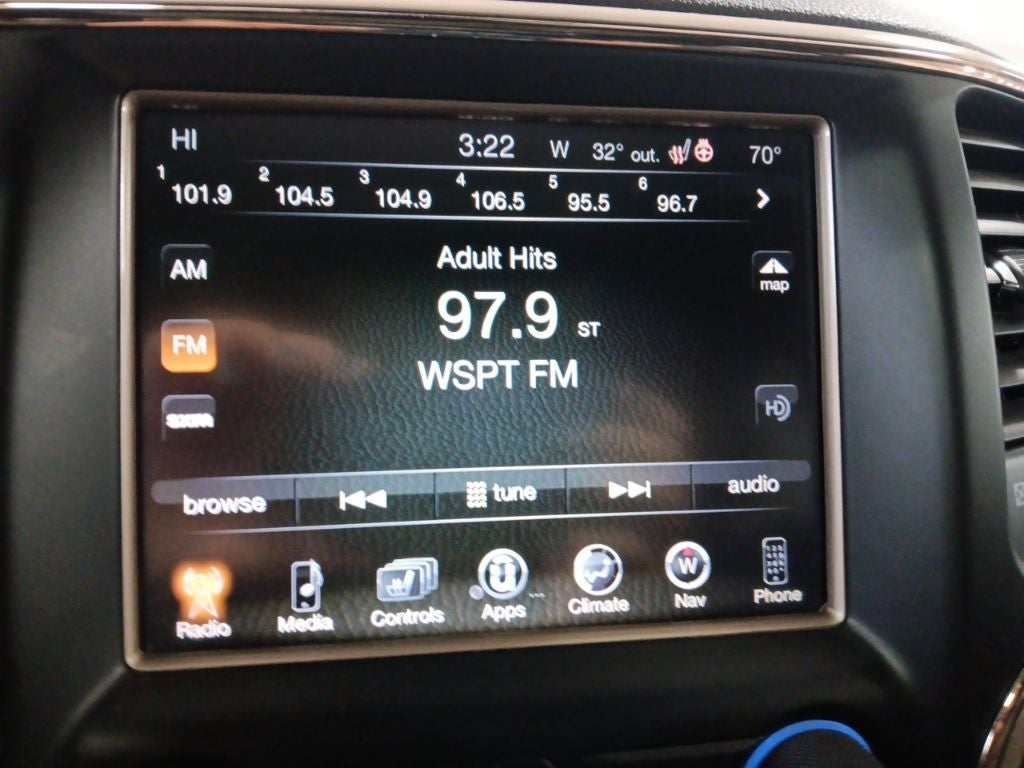 HI 3:22 W 32° out. 70°
1 101.9 2 104.5 3 104.9 4 106.5 5 95.5 6 96.7
AM
Adult Hits
map
97.9 ST
FM
WSPT FM
HD
browse tune audio
Radio Media Controls Apps Climate W Nav Phone